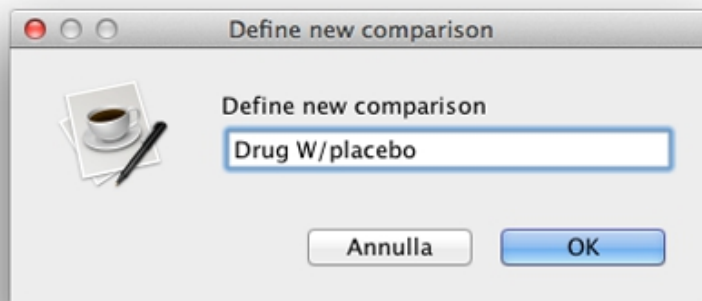 Define new comparison
Define new comparison
Drug W/placebo
Annulla OK